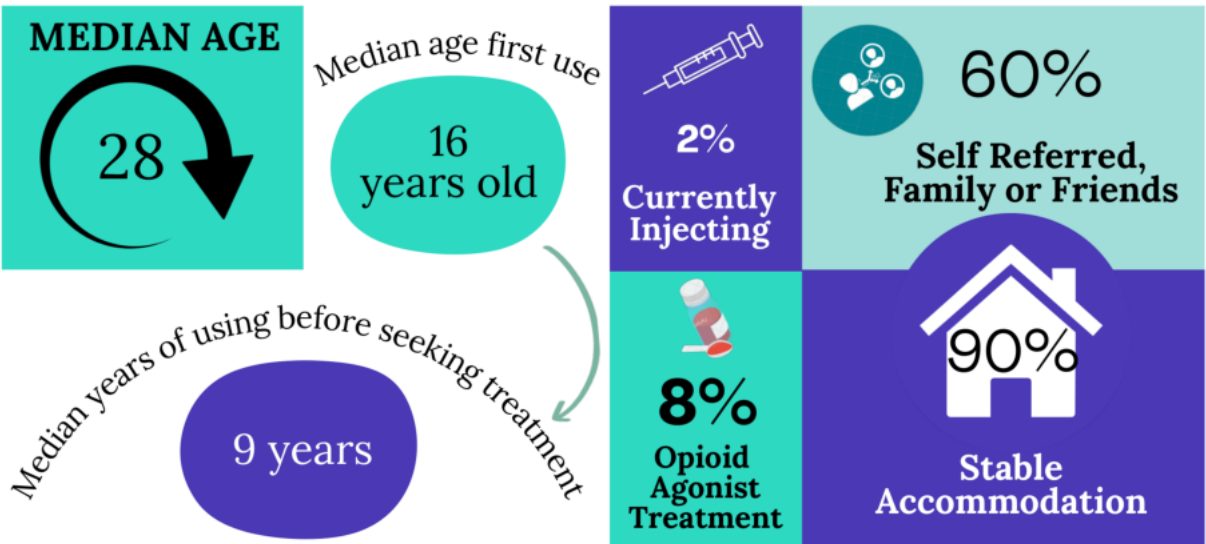 MEDIAN AGE
28
Median age first use
16
years old
Median years of using before seeking treatment
9 years
2%
Currently
Injecting
60%
Self Referred,
Family or Friends
8%
Opioid
Agonist
Treatment
90%
Stable
Accommodation